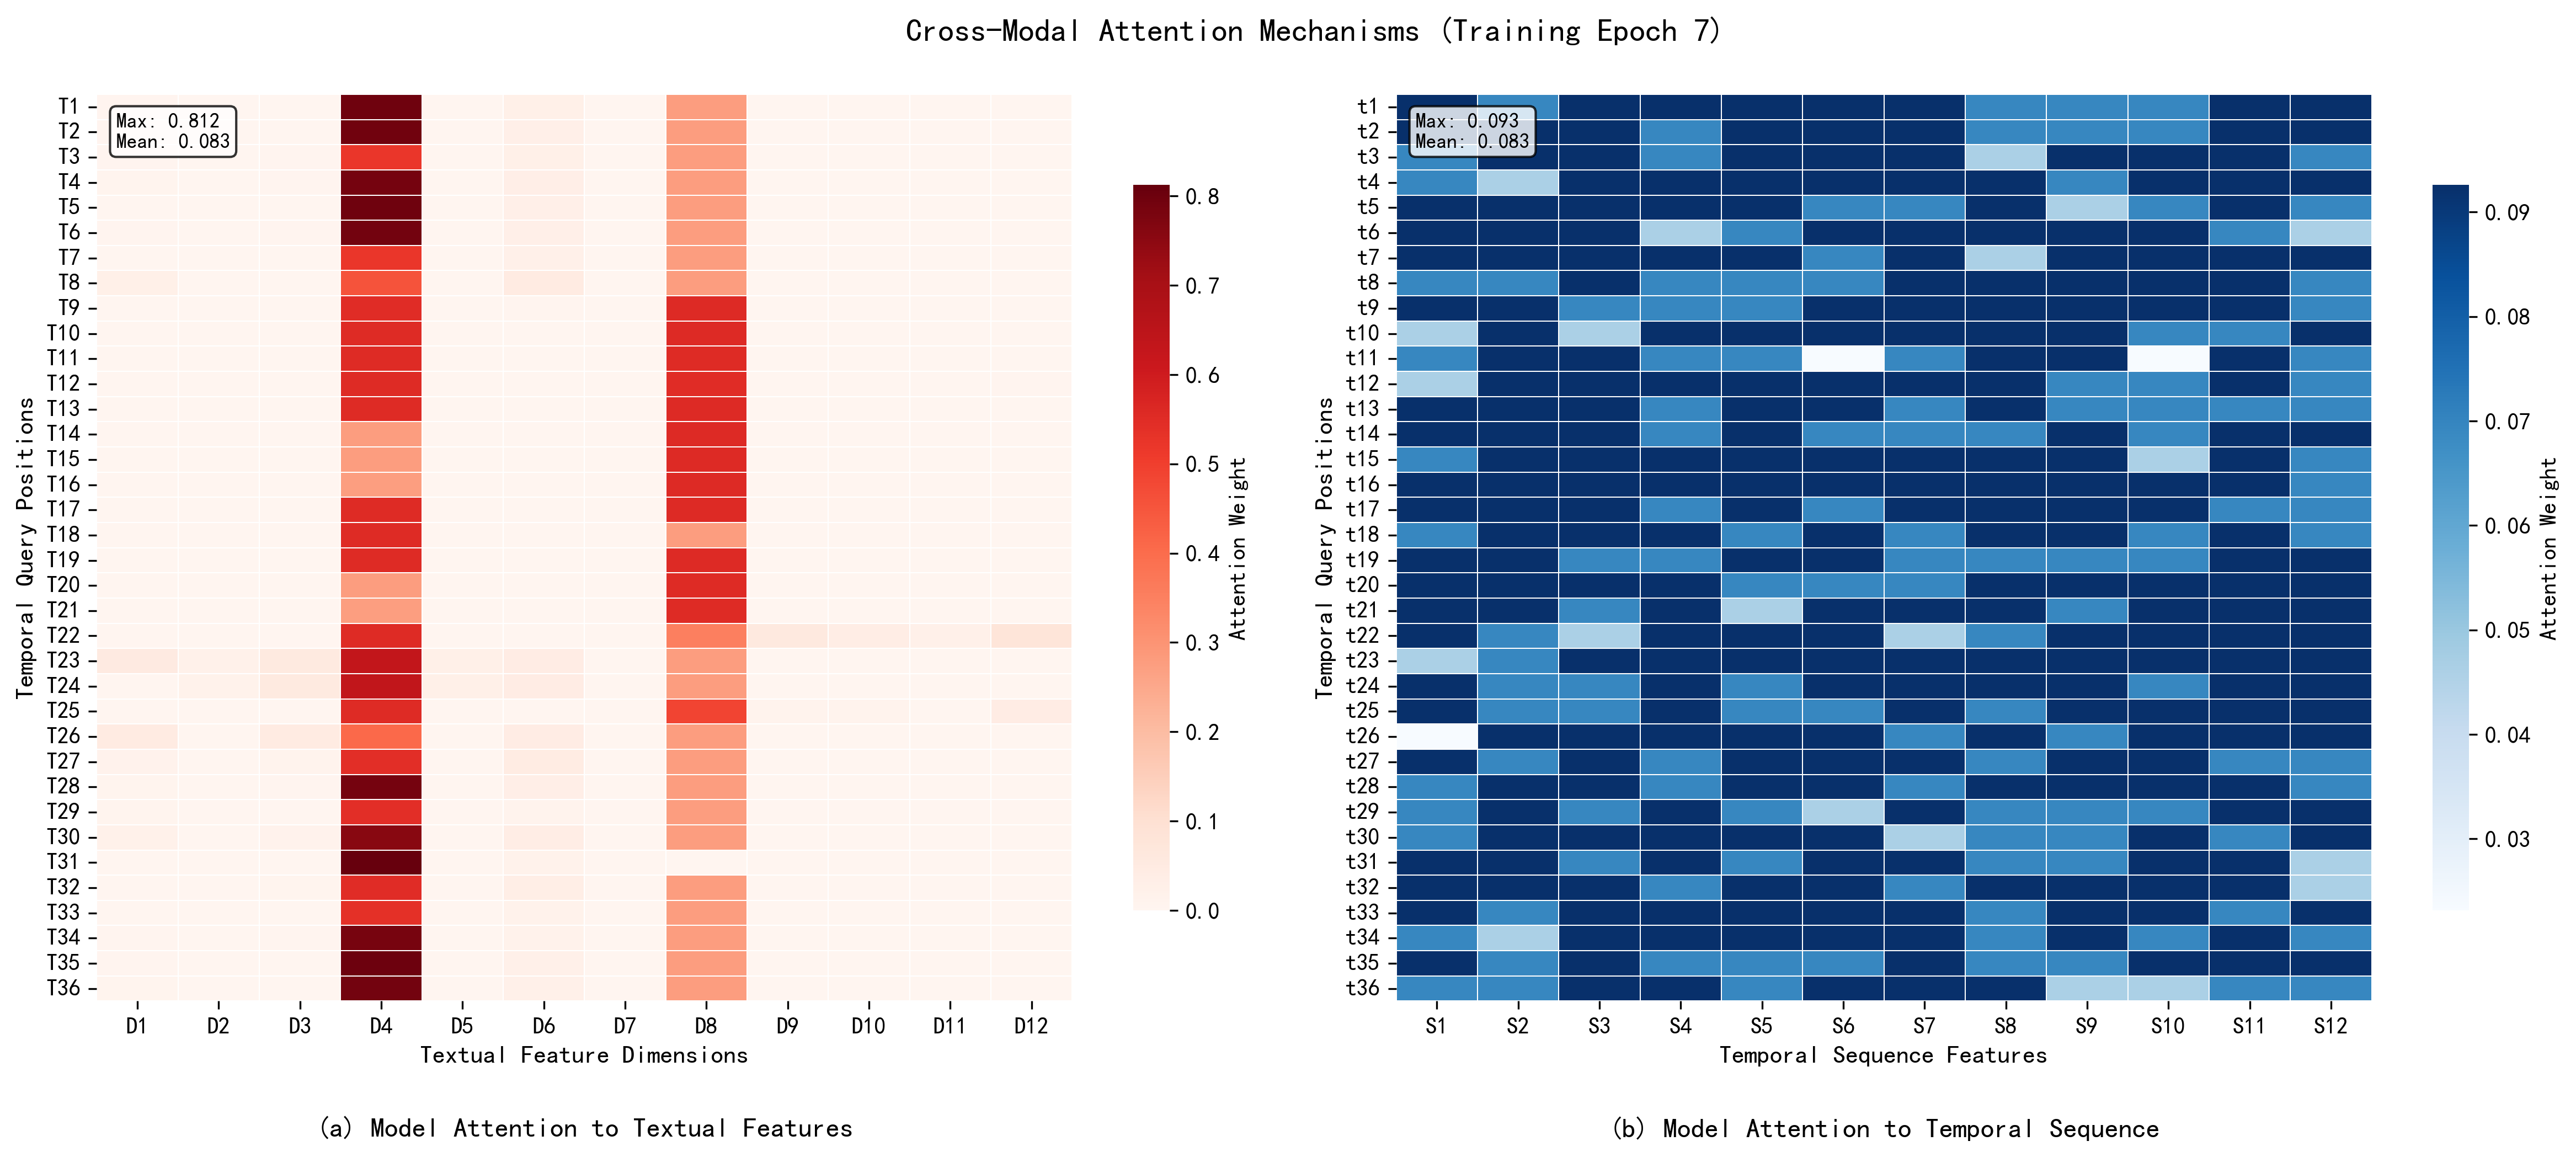 Cross-Modal Attention Mechanisms (Training Epoch 7)
Max: 0.812
Mean: 0.083
Temporal Query Positions
T1
T2
T3
T4
T5
T6
T7
T8
T9
T10
T11
T12
T13
T14
T15
T16
T17
T18
T19
T20
T21
T22
T23
T24
T25
T26
T27
T28
T29
T30
T31
T32
T33
T34
T35
T36
D1 D2 D3 D4 D5 D6 D7 D8 D9 D10 D11 D12
Textual Feature Dimensions
0.8
0.7
0.6
0.5
0.4
0.3
0.2
0.1
0.0
Attention Weight
(a) Model Attention to Textual Features
Max: 0.093
Mean: 0.083
Temporal Query Positions
t1
t2
t3
t4
t5
t6
t7
t8
t9
t10
t11
t12
t13
t14
t15
t16
t17
t18
t19
t20
t21
t22
t23
t24
t25
t26
t27
t28
t29
t30
t31
t32
t33
t34
t35
t36
S1 S2 S3 S4 S5 S6 S7 S8 S9 S10 S11 S12
Temporal Sequence Features
0.09
0.08
0.07
0.06
0.05
0.04
0.03
Attention Weight
(b) Model Attention to Temporal Sequence